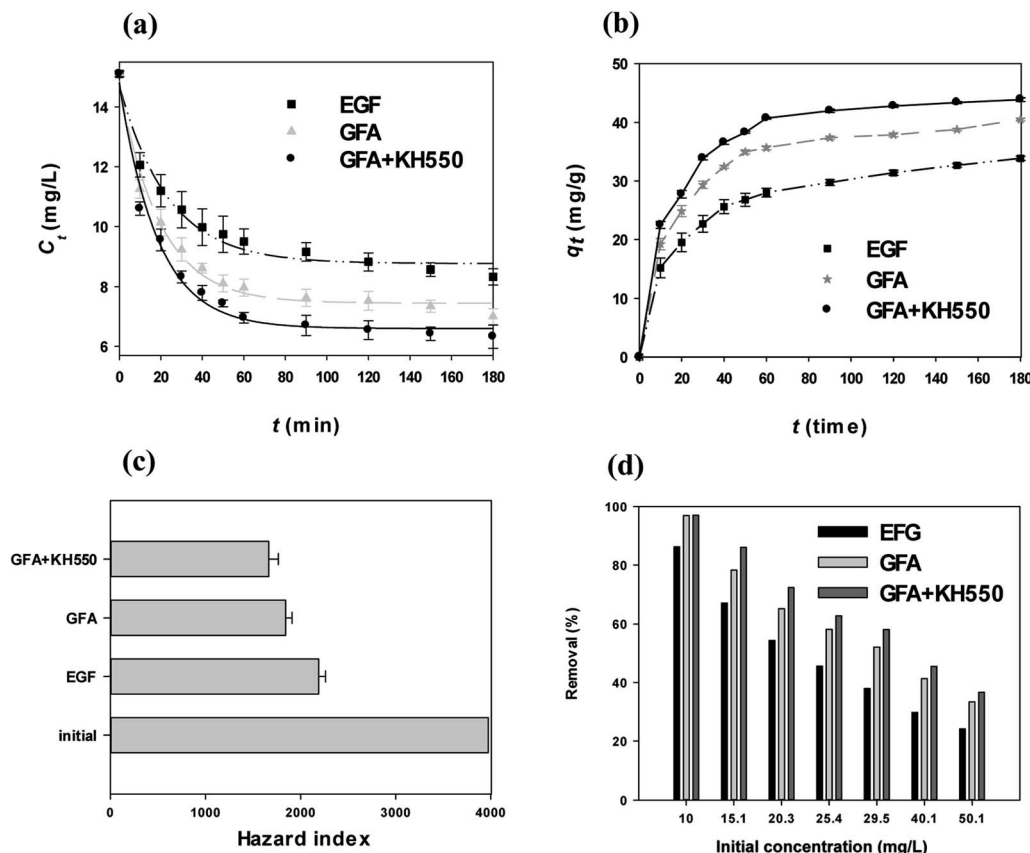 (a)
14
12
10
8
6
C_t (mg/L)
EGF
GFA
GFA+KH550
0 20 40 60 80 100 120 140 160 180
t (min)
(b)
50
40
30
20
10
0
q_t (mg/g)
EGF
GFA
GFA+KH550
0 20 40 60 80 100 120 140 160 180
t (time)
(c)
GFA+KH550
GFA
EGF
initial
0 1000 2000 3000 4000
Hazard index
(d)
100
80
60
40
20
0
Removal (%)
EFG
GFA
GFA+KH550
10 15.1 20.3 25.4 29.5 40.1 50.1
Initial concentration (mg/L)